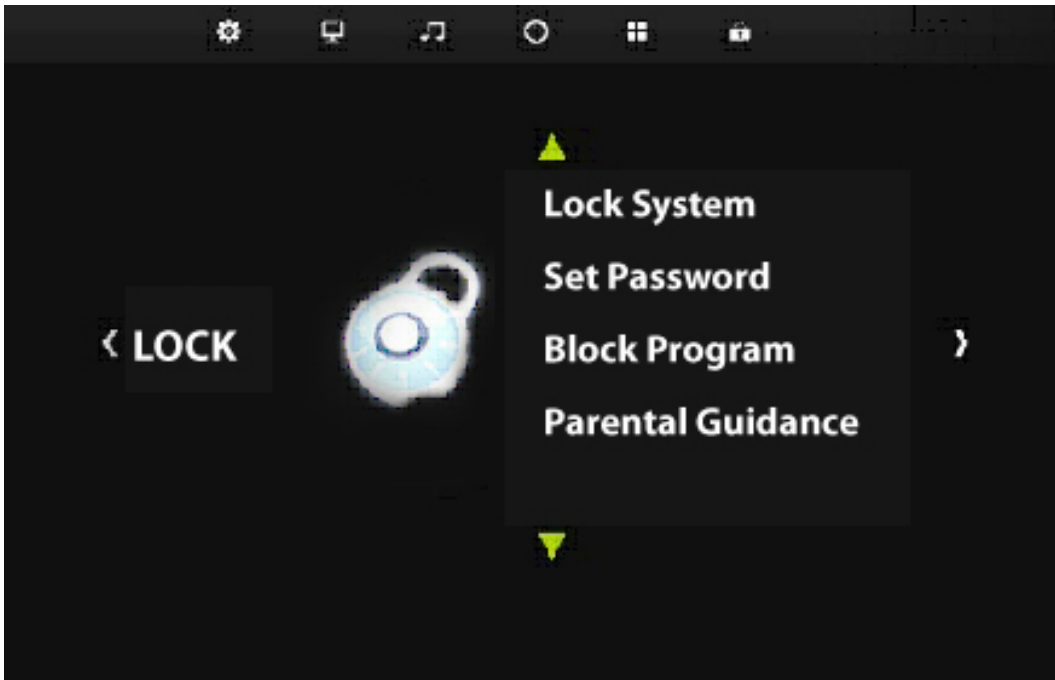 LOCK
Lock System
Set Password
Block Program
Parental Guidance